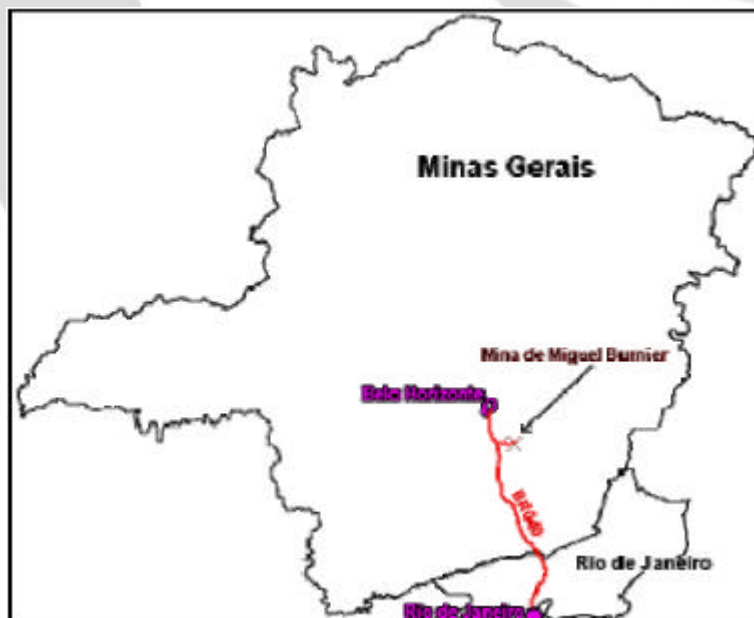 Minas Gerais
Mina de Miguel Burnier
Belo Horizonte
BR040
Rio de Janeiro
Rio de Janeiro